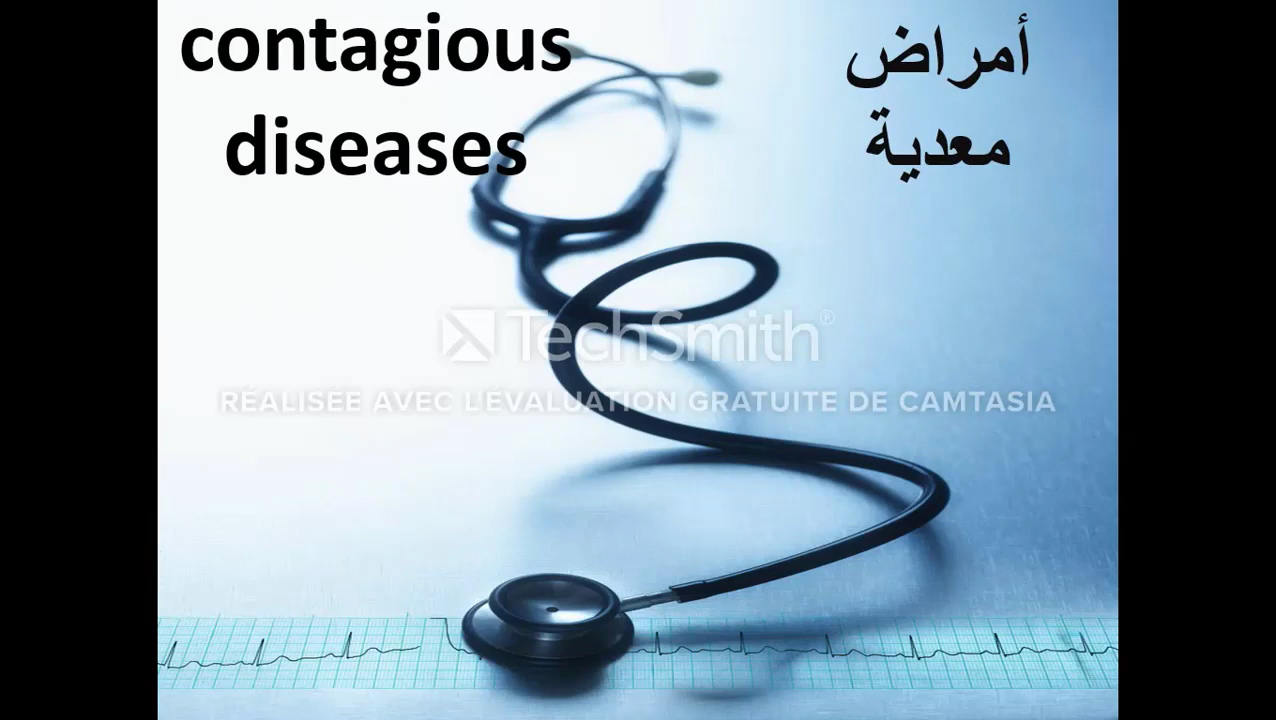 contagious
diseases
أمراض
معدية
TechSmith®
RÉALISÉE AVEC L'ÉVALUATION GRATUITE DE CAMTASIA